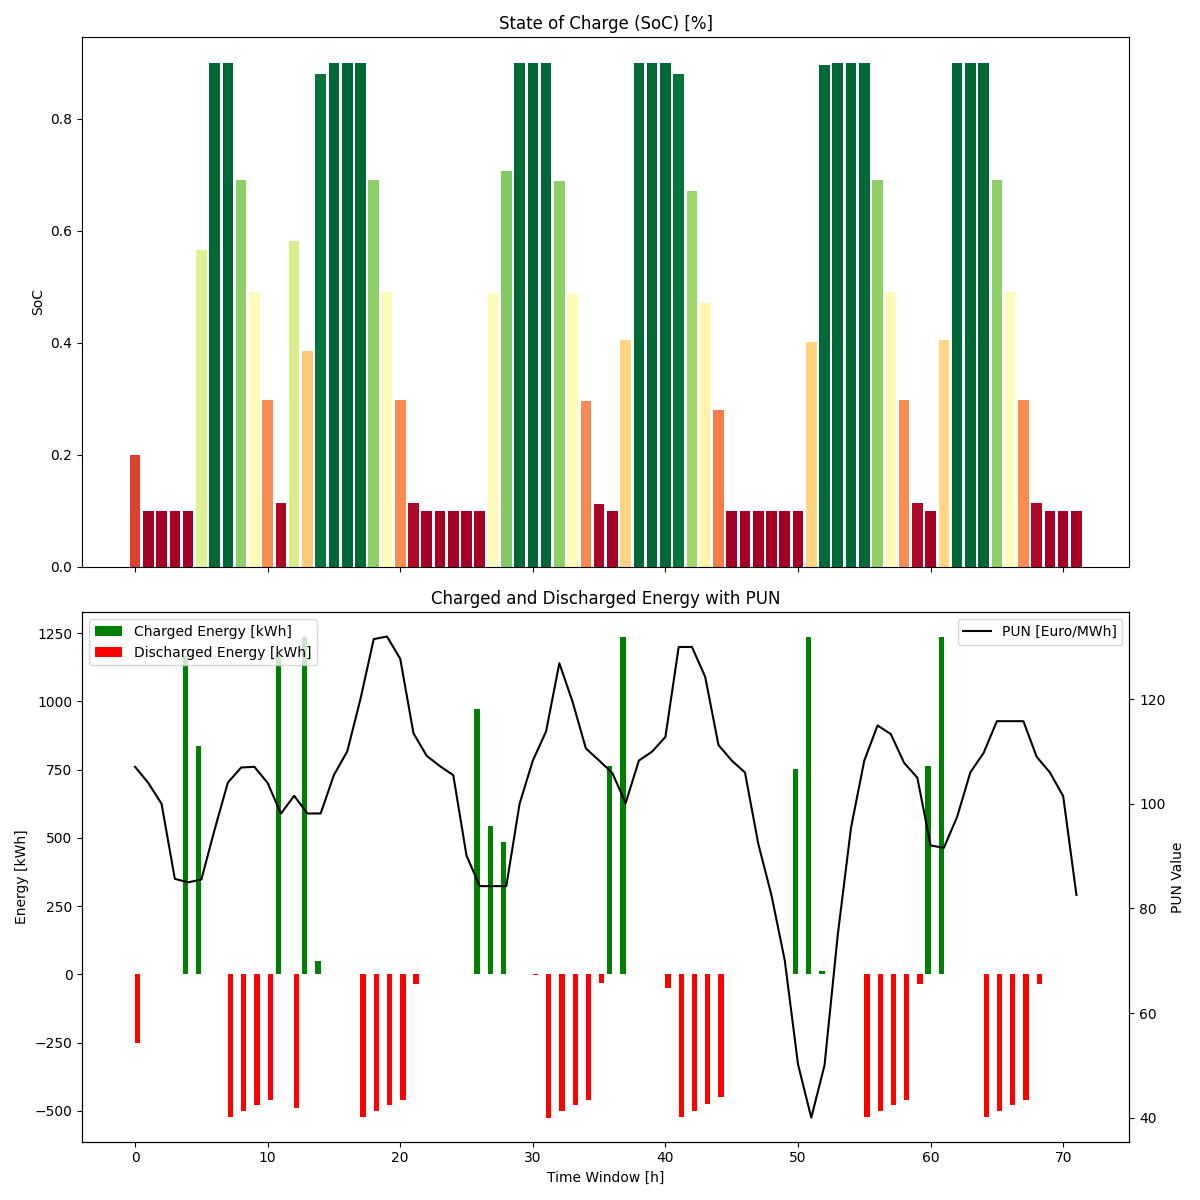 State of Charge (SoC) [%]
0.8
0.6
0.4
0.2
0.0
SoC
Charged and Discharged Energy with PUN
Charged Energy [kWh]
Discharged Energy [kWh]
PUN [Euro/MWh]
1250
1000
750
500
250
0
−250
−500
Energy [kWh]
120
100
80
60
40
PUN Value
0 10 20 30 40 50 60 70
Time Window [h]